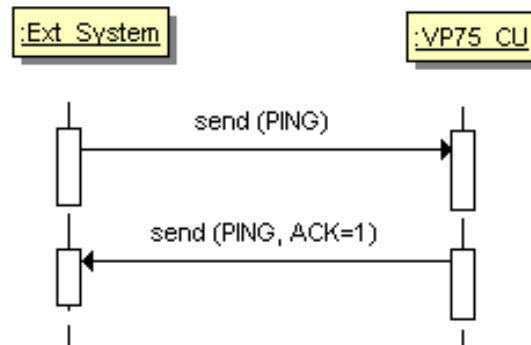 :Ext_System
:VP75_CU
send (PING)
send (PING, ACK=1)